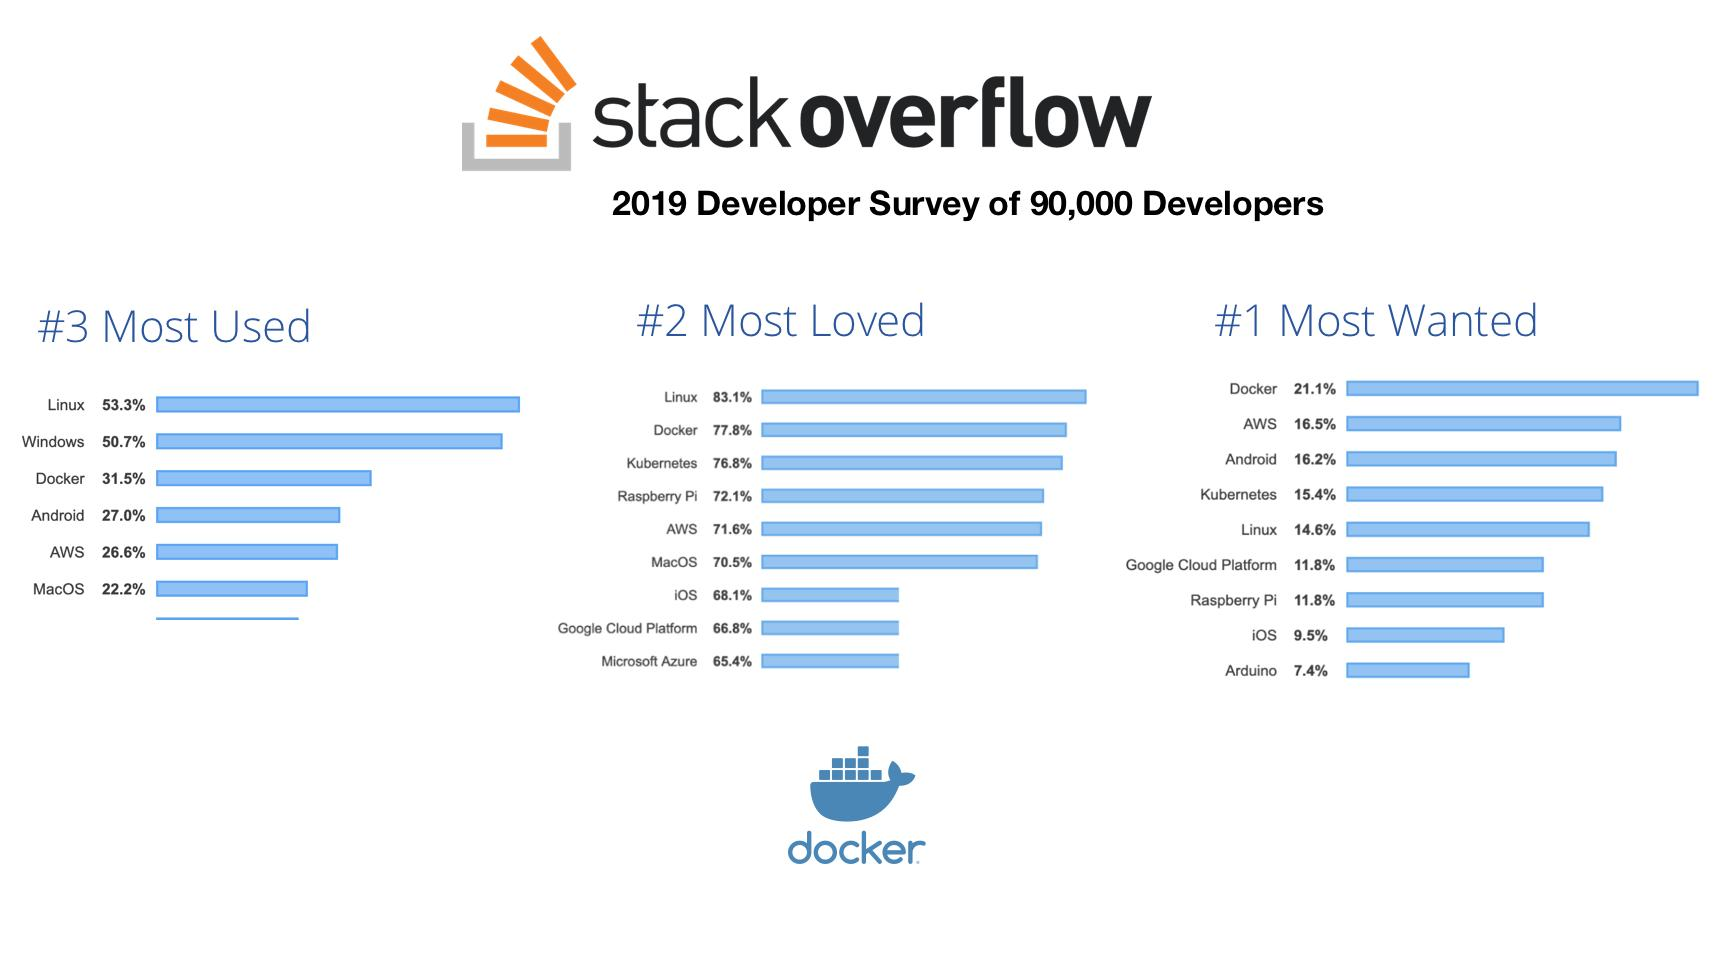 stackoverflow
2019 Developer Survey of 90,000 Developers
#3 Most Used
Linux 53.3%
Windows 50.7%
Docker 31.5%
Android 27.0%
AWS 26.6%
MacOS 22.2%
#2 Most Loved
Linux 83.1%
Docker 77.8%
Kubernetes 76.8%
Raspberry Pi 72.1%
AWS 71.6%
MacOS 70.5%
iOS 68.1%
Google Cloud Platform 66.8%
Microsoft Azure 65.4%
#1 Most Wanted
Docker 21.1%
AWS 16.5%
Android 16.2%
Kubernetes 15.4%
Linux 14.6%
Google Cloud Platform 11.8%
Raspberry Pi 11.8%
iOS 9.5%
Arduino 7.4%
docker